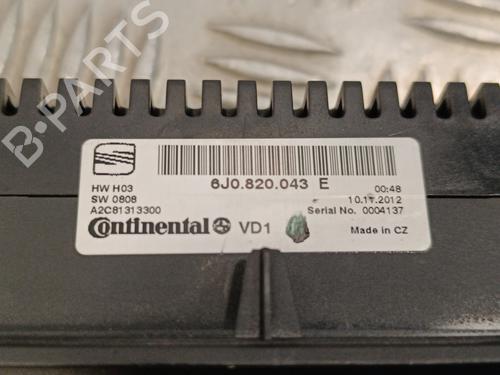 B-PARTS
6J0.820.043 E
HW H03
SW 0808
A2C81313300
00:48
10.11.2012
Serial No. 0004137
Continental VD1
Made in CZ